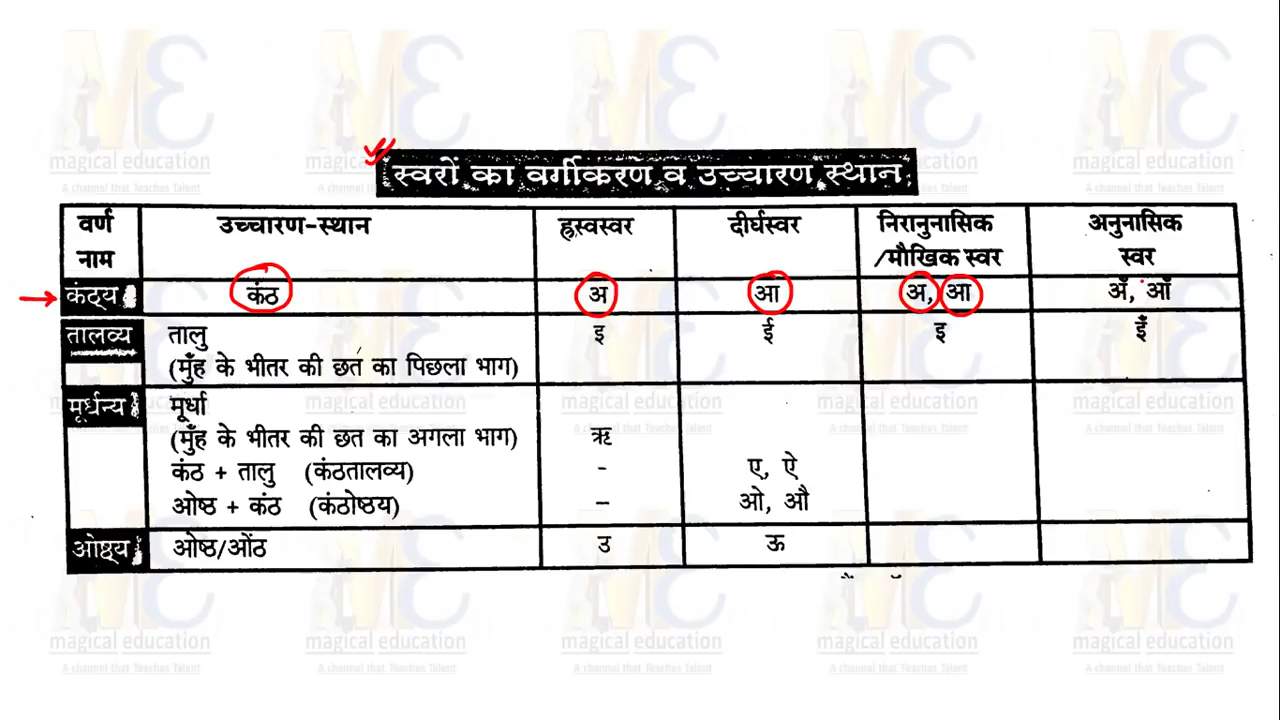 स्वरों का वर्गीकरण व उच्चारण स्थान
वर्ण नाम उच्चारण-स्थान ह्रस्वस्वर दीर्घस्वर निरानुनासिक /मौखिक स्वर अनुनासिक स्वर
कंठ्य कंठ अ आ अ, आ अँ, आँ
तालव्य तालु इ ई इ ईं
(मुँह के भीतर की छत का पिछला भाग)
मूर्धन्य मूर्धा
(मुँह के भीतर की छत का अगला भाग) ऋ
कंठ + तालु (कंठतालव्य) - ए, ऐ
ओष्ठ + कंठ (कंठोष्ठय) – ओ, औ
ओष्ठ्य ओष्ठ/ओंठ उ ऊ
magical education
A channel that Teaches Talent